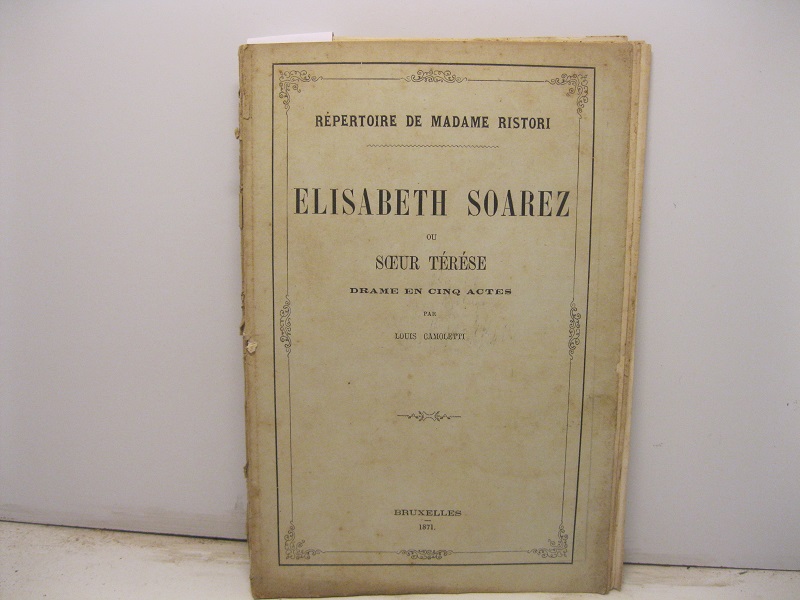 RÉPERTOIRE DE MADAME RISTORI
ELISABETH SOAREZ
OU
SŒUR TÉRÉSE
DRAME EN CINQ ACTES
PAR
LOUIS CAMOLETTI
BRUXELLES
1871.